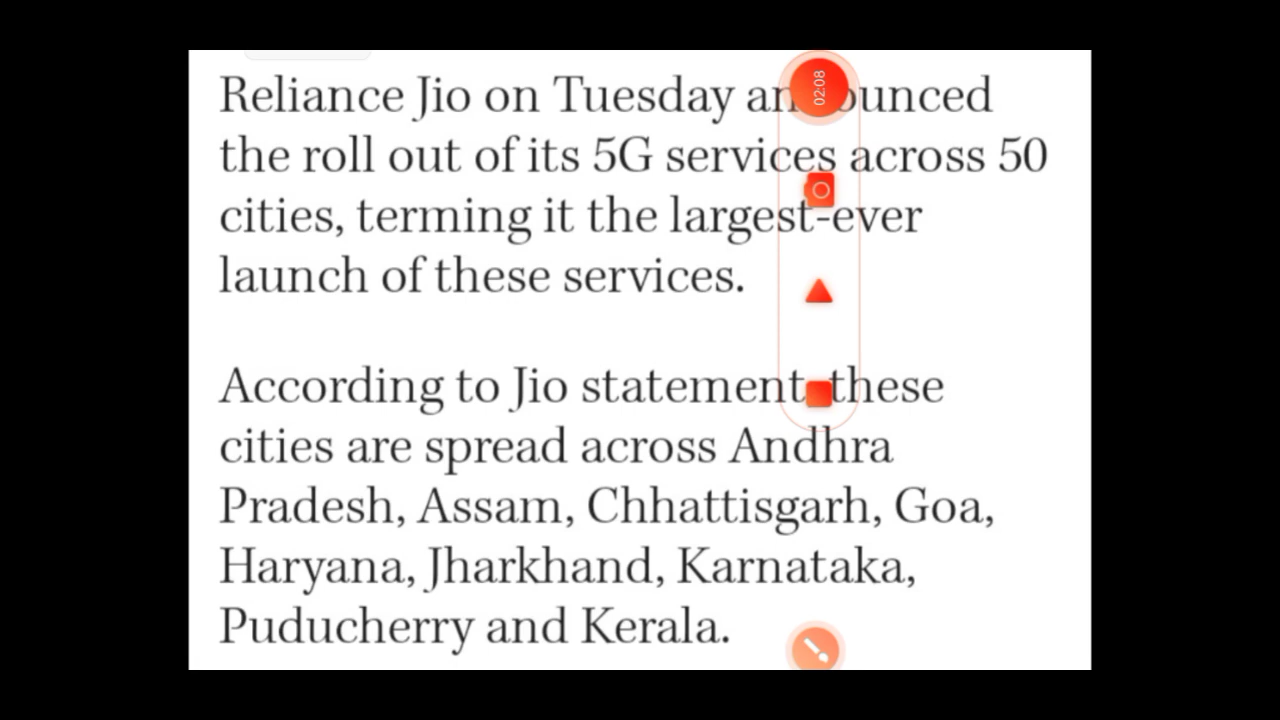 Reliance Jio on Tuesday announced
the roll out of its 5G services across 50
cities, terming it the largest-ever
launch of these services.
According to Jio statement, these
cities are spread across Andhra
Pradesh, Assam, Chhattisgarh, Goa,
Haryana, Jharkhand, Karnataka,
Puducherry and Kerala.
02:08